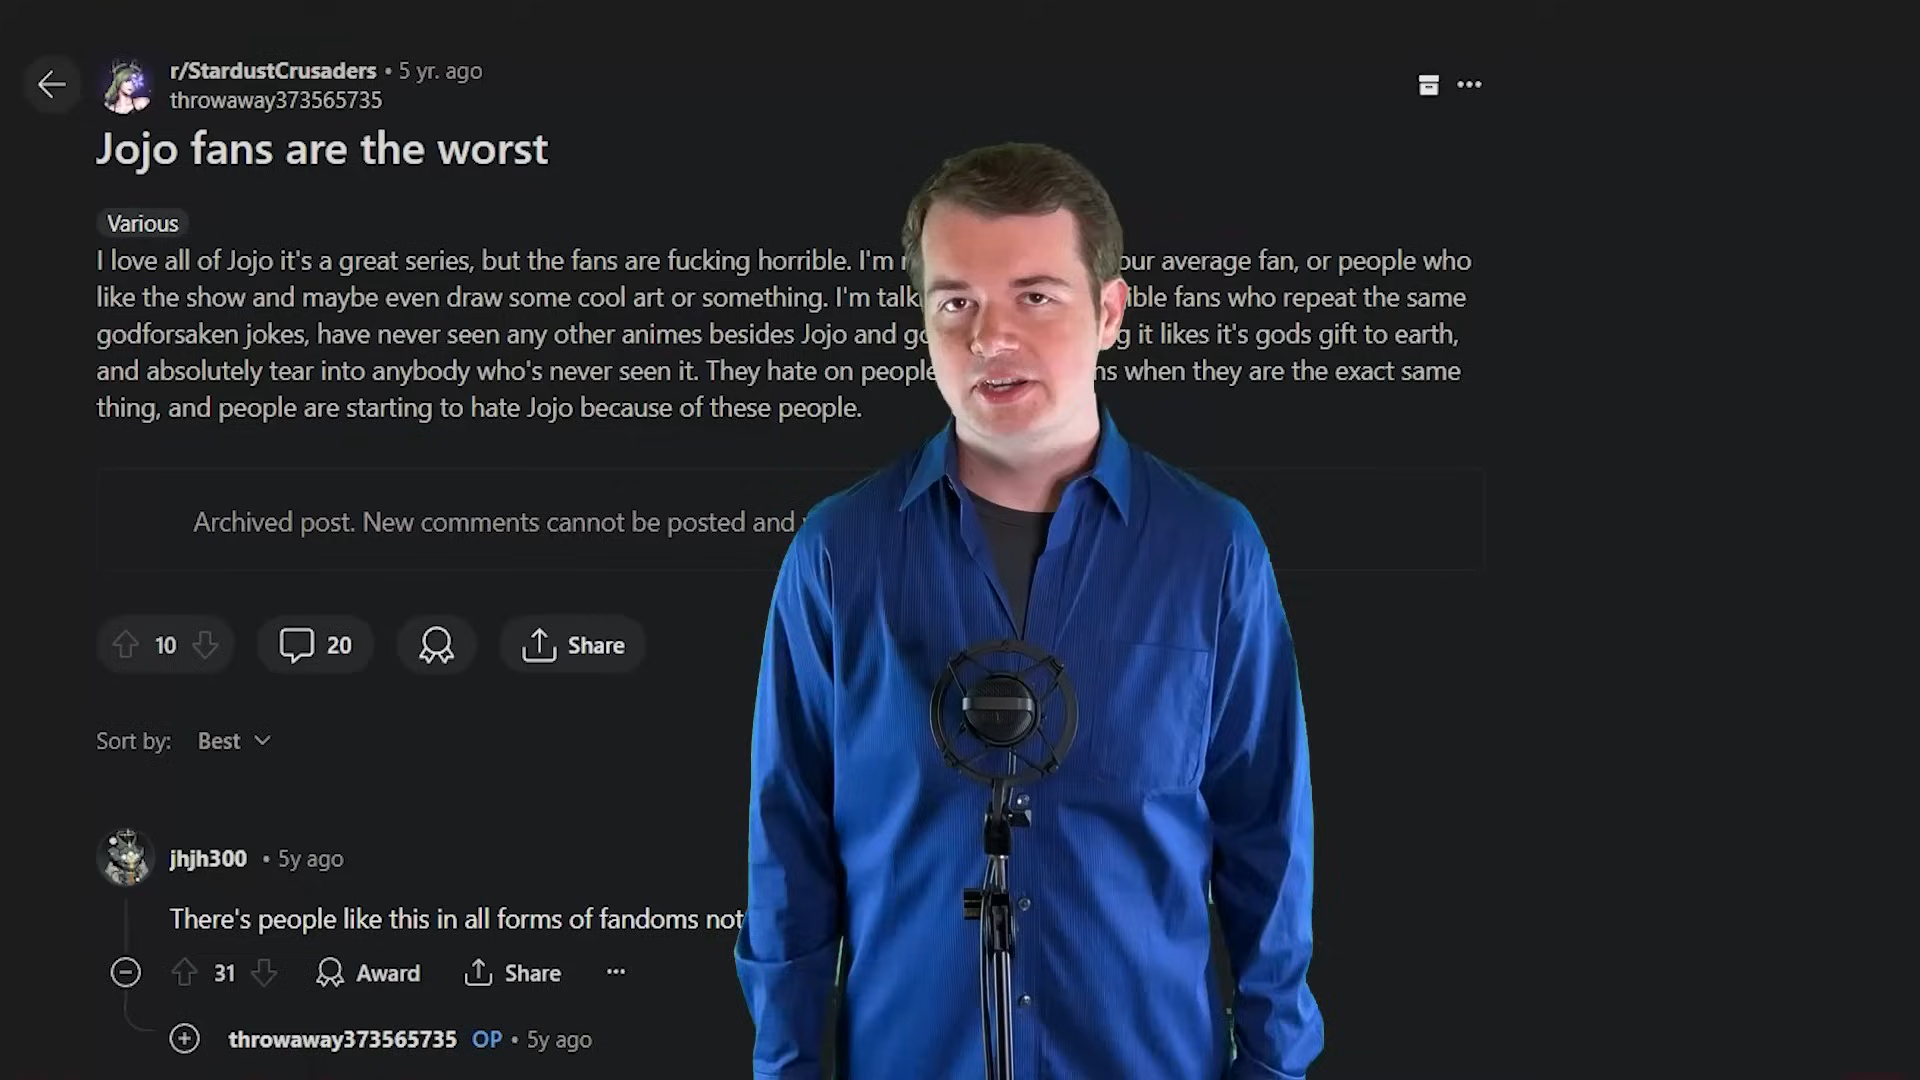 r/StardustCrusaders • 5 yr. ago
throwaway373565735
Jojo fans are the worst
Various
I love all of Jojo it's a great series, but the fans are fucking horrible. I'm our average fan, or people who
like the show and maybe even draw some cool art or something. I'm talk ible fans who repeat the same
godforsaken jokes, have never seen any other animes besides Jojo and go g it likes it's gods gift to earth,
and absolutely tear into anybody who's never seen it. They hate on people ns when they are the exact same
thing, and people are starting to hate Jojo because of these people.
Archived post. New comments cannot be posted and
10 20 Share
Sort by: Best
jhjh300 • 5y ago
There's people like this in all forms of fandoms not
31 Award Share
throwaway373565735 OP • 5y ago